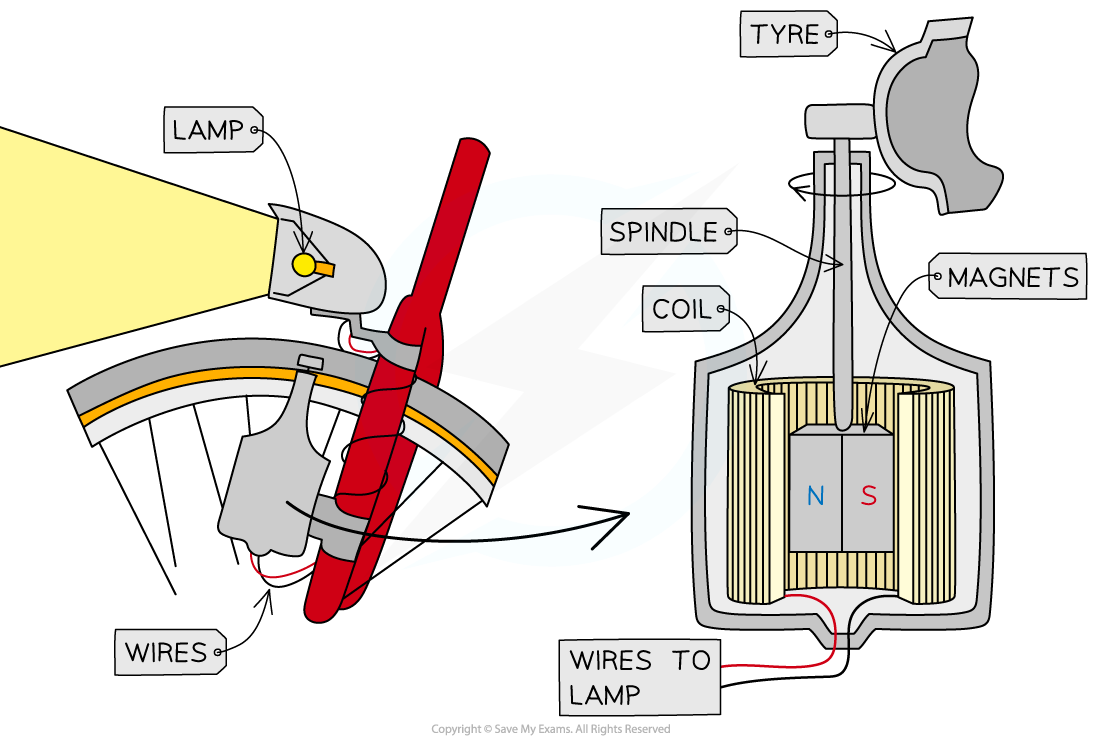 TYRE
LAMP
SPINDLE
MAGNETS
COIL
N S
WIRES
WIRES TO
LAMP
Copyright © Save My Exams. All Rights Reserved